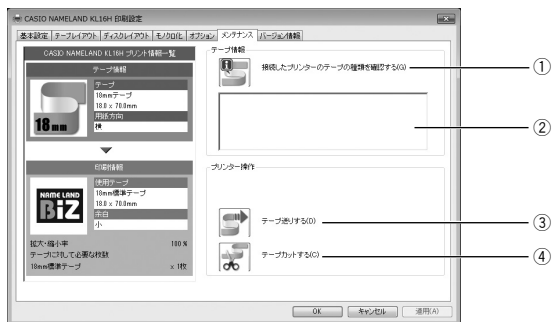 CASIO NAMELAND KL16H 印刷設定
基本設定 テープレイアウト ディスクレイアウト モノクロ化 オプション メンテナンス バージョン情報
CASIO NAMELAND KL16H プリント情報一覧
テープ情報
18mm
テープ
18mmテープ
18.0 x 70.0mm
用紙方向
横
印刷情報
NAME LAND
BiZ
使用テープ
18mm標準テープ
18.0 x 70.0mm
余白
小
拡大・縮小率 100 %
テープに対して必要な枚数
18mm標準テープ x 1枚
テープ情報
接続したプリンターのテープの種類を確認する(G)
①
②
プリンター操作
テープ送りする(D)
③
テープカットする(C)
④
OK キャンセル 適用(A)